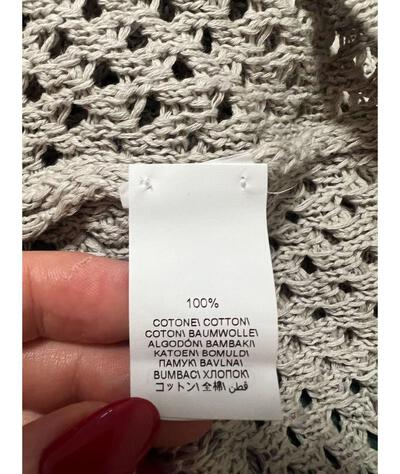 100%
COTONE\ COTTON\
COTON\ BAUMWOLLE\
ALGODÓN\ BAMBAKI\
KATOEN\ BOMULD\
ПАМУК\ BAVLNA\
BUMBAC\ ХЛОПОК\
コットン\ 全棉\ قطن